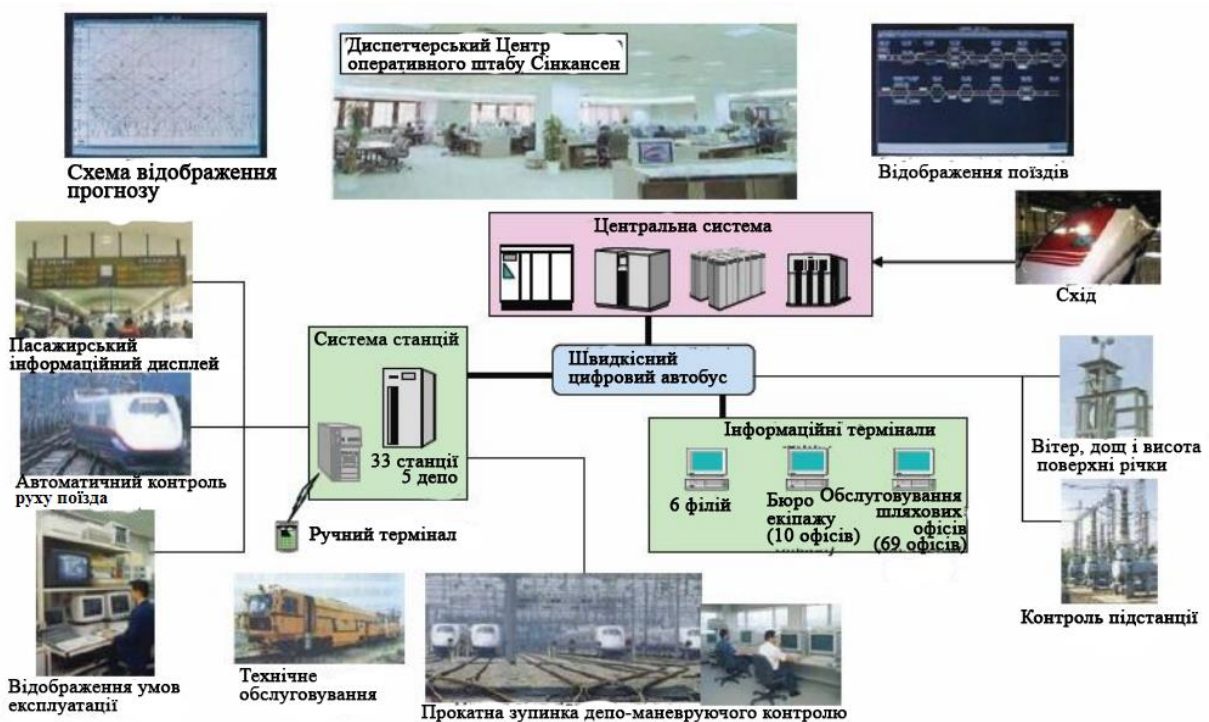 Диспетчерський Центр
оперативного штабу Сінкансен
Схема відображення
прогнозу
Відображення поїздів
Центральна система
Схід
Пасажирський
інформаційний дисплей
Система станцій
33 станції
5 депо
Швидкісний
цифровий автобус
Інформаційні термінали
6 філій
Бюро
екіпажу
(10 офісів)
Обслуговування
шляхових
офісів
(69 офісів)
Вітер, дощ і висота
поверхні річки
Автоматичний контроль
руху поїзда
Ручний термінал
Контроль підстанції
Відображення умов
експлуатації
Технічне
обслуговування
Прокатна зупинка депо-маневруючого контролю